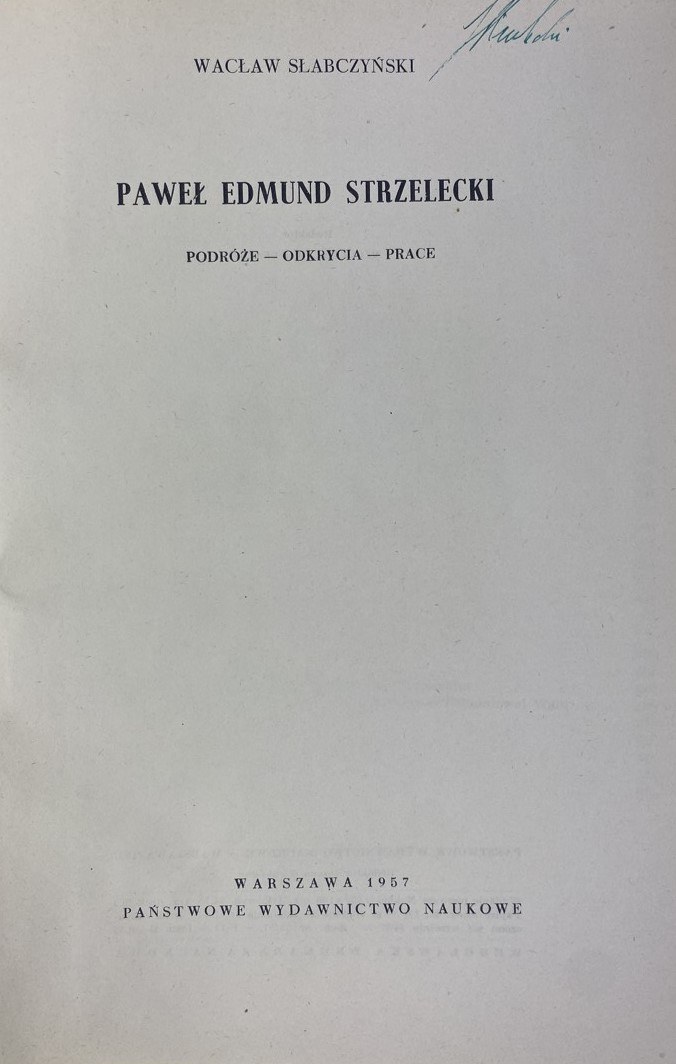 WACŁAW SŁABCZYŃSKI
PAWEŁ EDMUND STRZELECKI
PODRÓŻE — ODKRYCIA — PRACE
WARSZAWA 1957
PAŃSTWOWE WYDAWNICTWO NAUKOWE